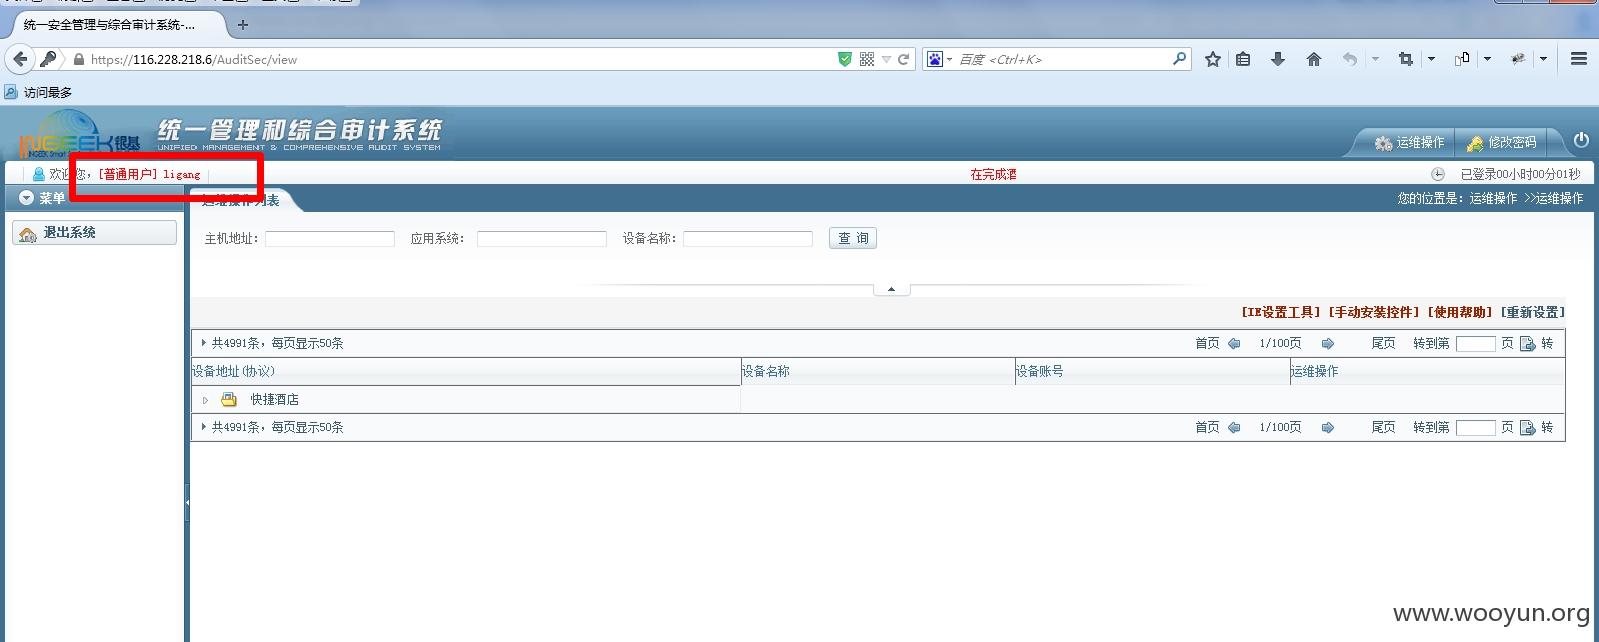 统一安全管理与综合审计系统-...
https://116.228.218.6/AuditSec/view
百度 <Ctrl+K>
访问最多
INGEEK 银基
统一管理和综合审计系统
UNIFIED MANAGEMENT & COMPREHENSIVE AUDIT SYSTEM
运维操作 修改密码
欢迎您，[普通用户] ligang
在完成酒
已登录00小时00分01秒
菜单
运维操作列表
您的位置是：运维操作 >>运维操作
退出系统
主机地址： 应用系统： 设备名称： 查 询
[IE设置工具] [手动安装控件] [使用帮助] [重新设置]
共4991条，每页显示50条 首页 1/100页 尾页 转到第 页 转
设备地址(协议) 设备名称 设备账号 运维操作
快捷酒店
共4991条，每页显示50条 首页 1/100页 尾页 转到第 页 转
www.wooyun.org